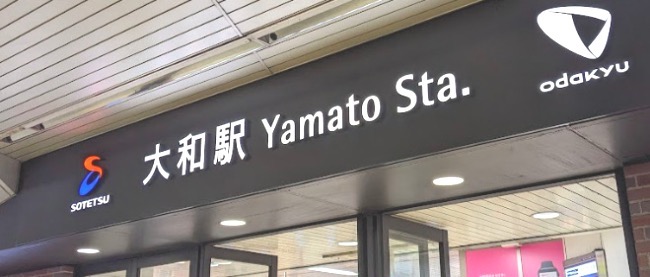 SOTETSU
大和駅 Yamato Sta.
odakyu